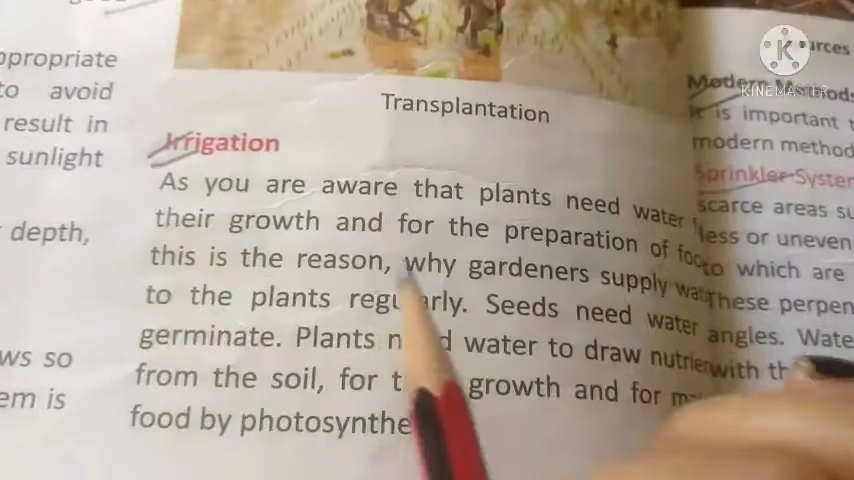 ppropriate
to avoid
result in
sunlight
depth,
ws so
em is
Transplantation
Irrigation
As you are aware that plants need water
their growth and for the preparation of
this is the reason, why gardeners supply
to the plants regularly. Seeds need water
germinate. Plants need water to draw
from the soil, for growth and for
food by photosynthe
urces
Modern Methods
It is important
modern method
Sprinkler System
scarce areas
less or uneven
to which are
These perpen
angles. Wate
with
KINEMASTER